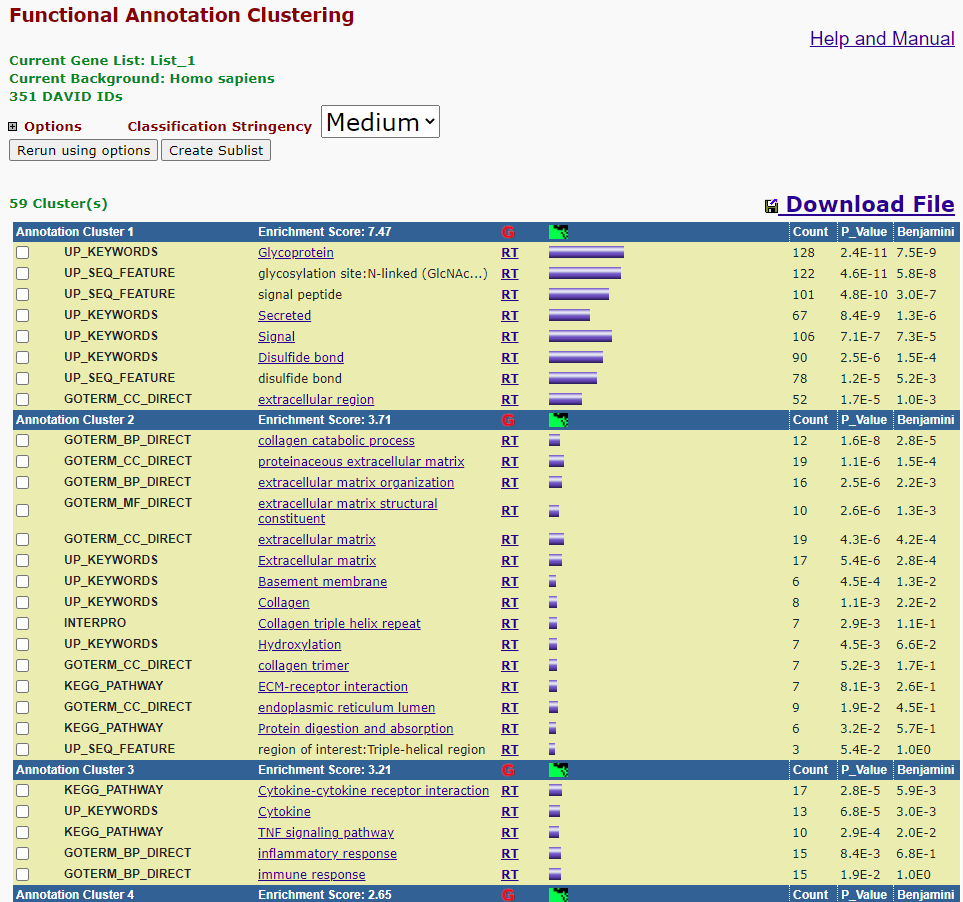 Functional Annotation Clustering
Help and Manual
Current Gene List: List_1
Current Background: Homo sapiens
351 DAVID IDs
Options Classification Stringency Medium
Rerun using options Create Sublist
59 Cluster(s) Download File
Annotation Cluster 1 Enrichment Score: 7.47 G Count P_Value Benjamini
UP_KEYWORDS Glycoprotein RT 128 2.4E-11 7.5E-9
UP_SEQ_FEATURE glycosylation site:N-linked (GlcNAc...) RT 122 4.6E-11 5.8E-8
UP_SEQ_FEATURE signal peptide RT 101 4.8E-10 3.0E-7
UP_KEYWORDS Secreted RT 67 8.4E-9 1.3E-6
UP_KEYWORDS Signal RT 106 7.1E-7 7.3E-5
UP_KEYWORDS Disulfide bond RT 90 2.5E-6 1.5E-4
UP_SEQ_FEATURE disulfide bond RT 78 1.2E-5 5.2E-3
GOTERM_CC_DIRECT extracellular region RT 52 1.7E-5 1.0E-3
Annotation Cluster 2 Enrichment Score: 3.71 G Count P_Value Benjamini
GOTERM_BP_DIRECT collagen catabolic process RT 12 1.6E-8 2.8E-5
GOTERM_CC_DIRECT proteinaceous extracellular matrix RT 19 1.1E-6 1.5E-4
GOTERM_BP_DIRECT extracellular matrix organization RT 16 2.5E-6 2.2E-3
GOTERM_MF_DIRECT extracellular matrix structural
constituent RT 10 2.6E-6 1.3E-3
GOTERM_CC_DIRECT extracellular matrix RT 19 4.3E-6 4.2E-4
UP_KEYWORDS Extracellular matrix RT 17 5.4E-6 2.8E-4
UP_KEYWORDS Basement membrane RT 6 4.5E-4 1.3E-2
UP_KEYWORDS Collagen RT 8 1.1E-3 2.2E-2
INTERPRO Collagen triple helix repeat RT 7 2.9E-3 1.1E-1
UP_KEYWORDS Hydroxylation RT 7 4.5E-3 6.6E-2
GOTERM_CC_DIRECT collagen trimer RT 7 5.2E-3 1.7E-1
KEGG_PATHWAY ECM-receptor interaction RT 7 8.1E-3 2.6E-1
GOTERM_CC_DIRECT endoplasmic reticulum lumen RT 9 1.9E-2 4.5E-1
KEGG_PATHWAY Protein digestion and absorption RT 6 3.2E-2 5.7E-1
UP_SEQ_FEATURE region of interest:Triple-helical region RT 3 5.4E-2 1.0E0
Annotation Cluster 3 Enrichment Score: 3.21 G Count P_Value Benjamini
KEGG_PATHWAY Cytokine-cytokine receptor interaction RT 17 2.8E-5 5.9E-3
UP_KEYWORDS Cytokine RT 13 6.8E-5 3.0E-3
KEGG_PATHWAY TNF signaling pathway RT 10 2.9E-4 2.0E-2
GOTERM_BP_DIRECT inflammatory response RT 15 8.4E-3 6.8E-1
GOTERM_BP_DIRECT immune response RT 15 1.9E-2 1.0E0
Annotation Cluster 4 Enrichment Score: 2.65 G Count P_Value Benjamini